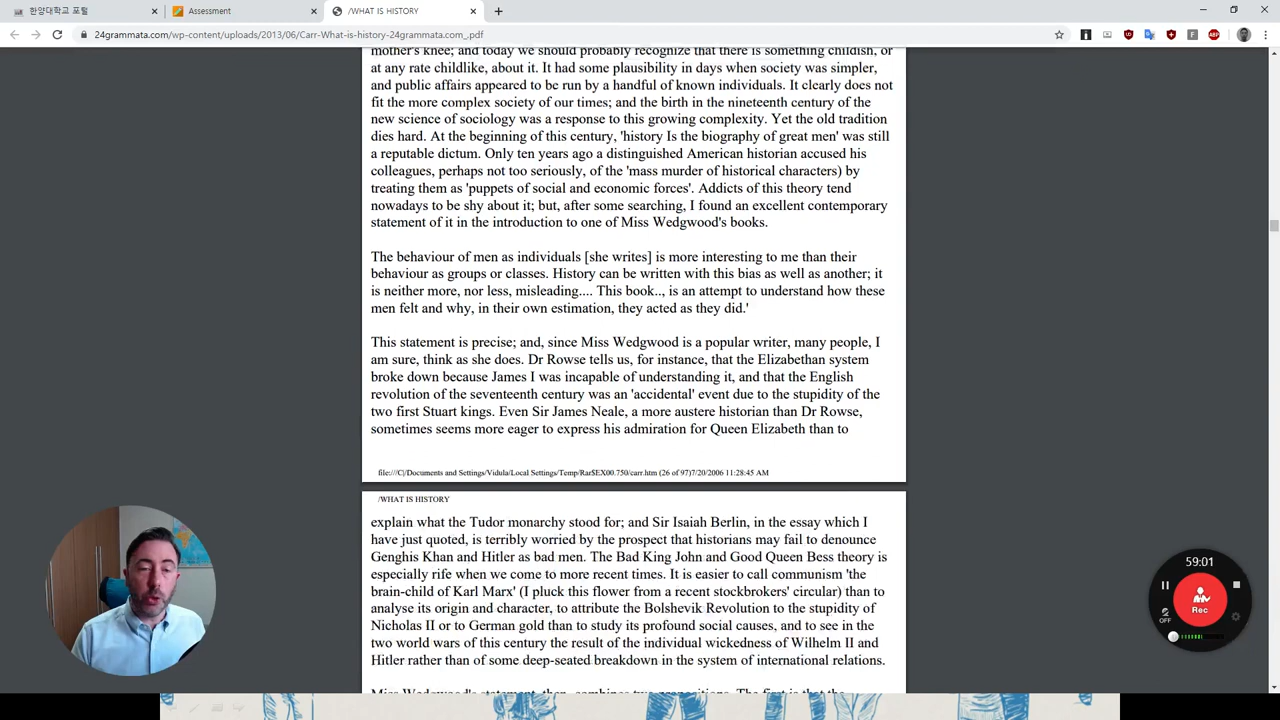 한양대학교 포털
Assessment
/WHAT IS HISTORY
24grammata.com/wp-content/uploads/2013/06/Carr-What-is-history-24grammata.com_.pdf
mother's knee; and today we should probably recognize that there is something childish, or
at any rate childlike, about it. It had some plausibility in days when society was simpler,
and public affairs appeared to be run by a handful of known individuals. It clearly does not
fit the more complex society of our times; and the birth in the nineteenth century of the
new science of sociology was a response to this growing complexity. Yet the old tradition
dies hard. At the beginning of this century, 'history Is the biography of great men' was still
a reputable dictum. Only ten years ago a distinguished American historian accused his
colleagues, perhaps not too seriously, of the 'mass murder of historical characters) by
treating them as 'puppets of social and economic forces'. Addicts of this theory tend
nowadays to be shy about it; but, after some searching, I found an excellent contemporary
statement of it in the introduction to one of Miss Wedgwood's books.
The behaviour of men as individuals [she writes] is more interesting to me than their
behaviour as groups or classes. History can be written with this bias as well as another; it
is neither more, nor less, misleading.... This book.., is an attempt to understand how these
men felt and why, in their own estimation, they acted as they did.'
This statement is precise; and, since Miss Wedgwood is a popular writer, many people, I
am sure, think as she does. Dr Rowse tells us, for instance, that the Elizabethan system
broke down because James I was incapable of understanding it, and that the English
revolution of the seventeenth century was an 'accidental' event due to the stupidity of the
two first Stuart kings. Even Sir James Neale, a more austere historian than Dr Rowse,
sometimes seems more eager to express his admiration for Queen Elizabeth than to
file:///C|/Documents and Settings/Vidula/Local Settings/Temp/Rar$EX00.750/carr.htm (26 of 97)7/20/2006 11:28:45 AM
/WHAT IS HISTORY
explain what the Tudor monarchy stood for; and Sir Isaiah Berlin, in the essay which I
have just quoted, is terribly worried by the prospect that historians may fail to denounce
Genghis Khan and Hitler as bad men. The Bad King John and Good Queen Bess theory is
especially rife when we come to more recent times. It is easier to call communism 'the
brain-child of Karl Marx' (I pluck this flower from a recent stockbrokers' circular) than to
analyse its origin and character, to attribute the Bolshevik Revolution to the stupidity of
Nicholas II or to German gold than to study its profound social causes, and to see in the
two world wars of this century the result of the individual wickedness of Wilhelm II and
Hitler rather than of some deep-seated breakdown in the system of international relations.
Miss Wedgwood's statement, then, combines two propositions. The first is that the
59:01
Rec
OFF